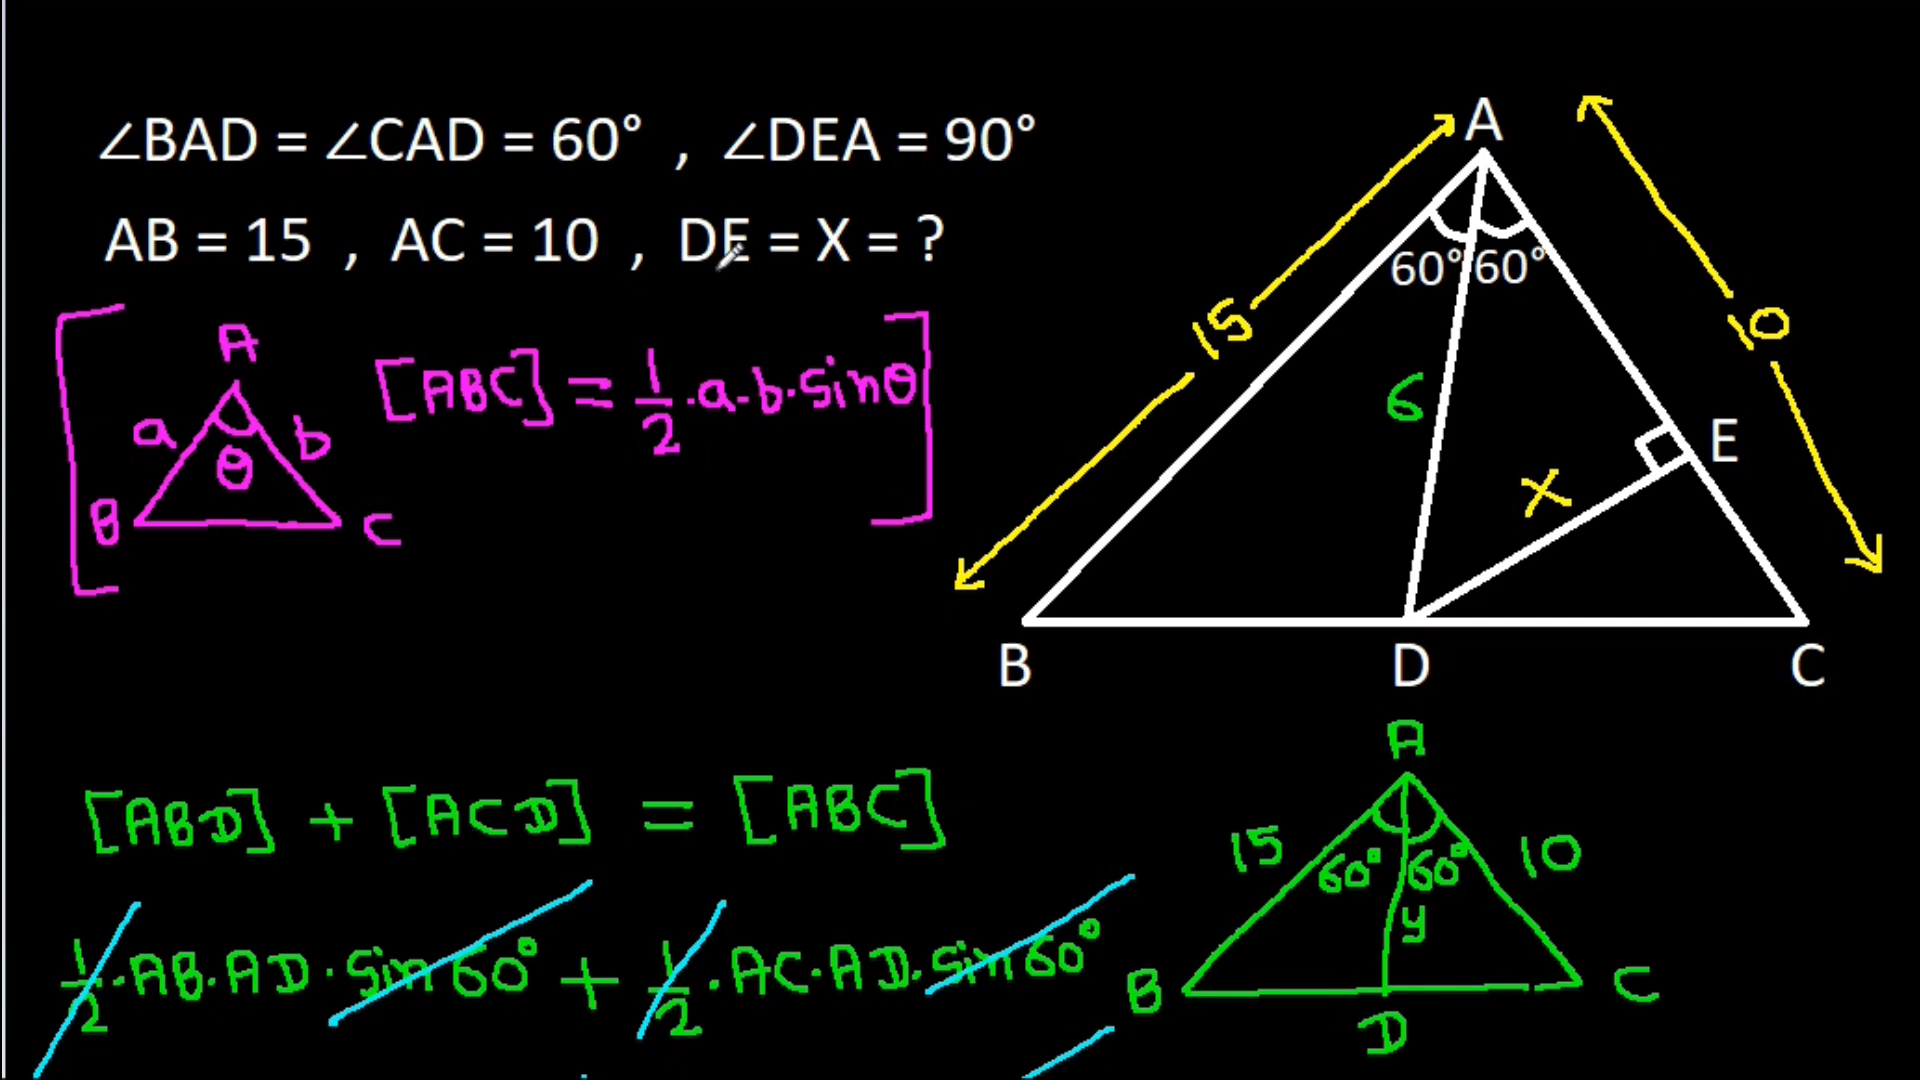 ∠BAD = ∠CAD = 60° , ∠DEA = 90°
AB = 15 , AC = 10 , DE = X = ?
A
a
b
θ
B
C
[ABC] = 1/2 · a · b · sinθ
A
15
10
60° 60°
6
E
X
B
D
C
[ABD] + [ACD] = [ABC]
1/2 · AB · AD · sin 60° + 1/2 · AC · AD · sin 60°
A
15
10
60° 60°
y
B
D
C